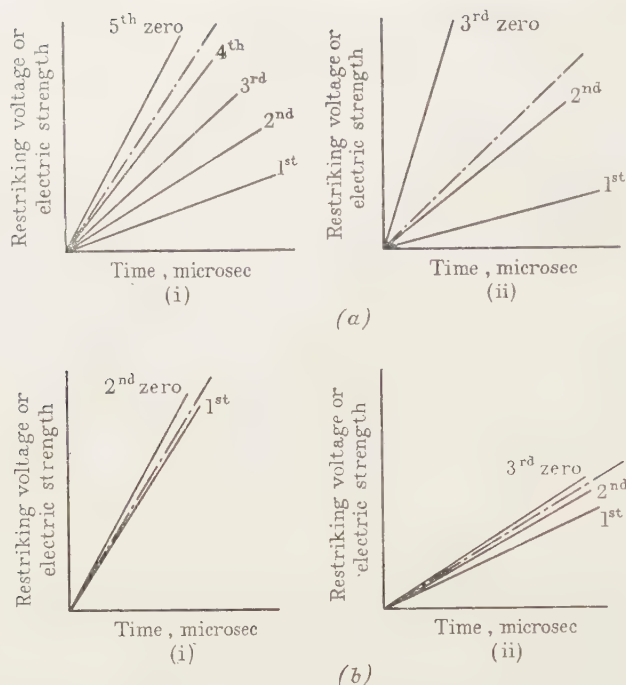 Restriking voltage or
electric strength
5th zero
4th
3rd
2nd
1st
Time, microsec
(i)
Restriking voltage or
electric strength
3rd zero
2nd
1st
Time, microsec
(ii)
(a)
Restriking voltage or
electric strength
2nd zero
1st
Time, microsec
(i)
Restriking voltage or
electric strength
3rd zero
2nd
1st
Time, microsec
(ii)
(b)